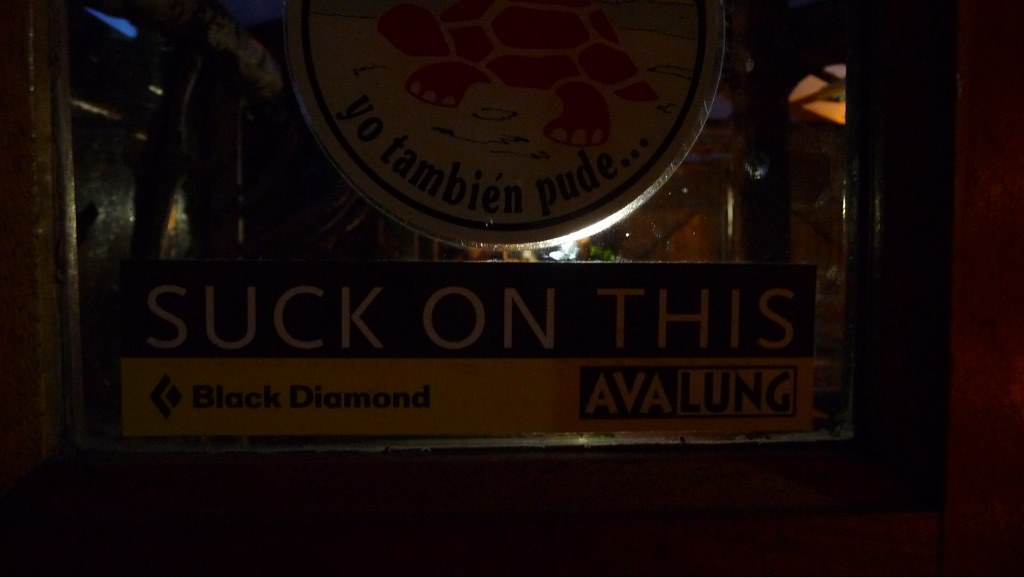 yo también pude...
SUCK ON THIS
Black Diamond
AVALUNG